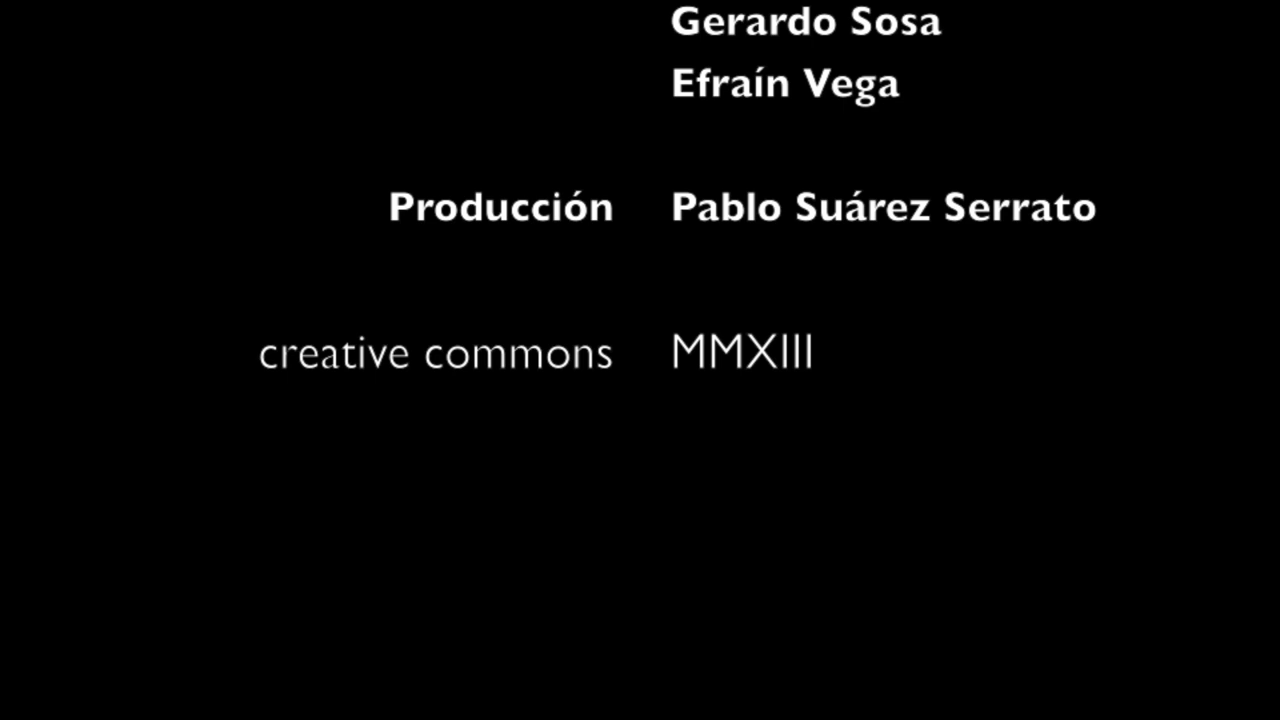 Gerardo Sosa
Efraín Vega
Producción Pablo Suárez Serrato
creative commons MMXIII